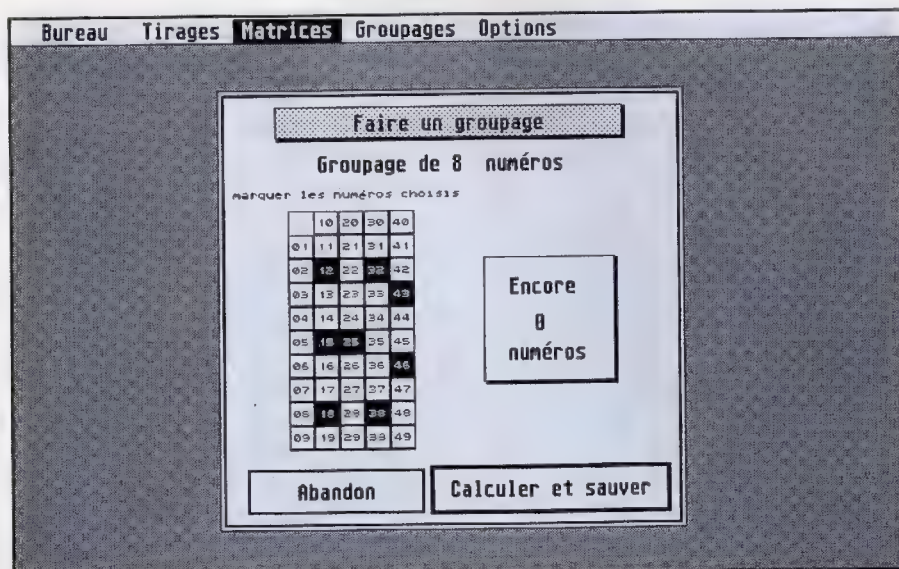 Bureau Tirages Matrices Groupages Options
Faire un groupage
Groupage de 8 numéros
marquer les numéros choisis
10 20 30 40
01 11 21 31 41
02 12 22 32 42
03 13 23 33 43
04 14 24 34 44
05 15 25 35 45
06 16 26 36 46
07 17 27 37 47
08 18 28 38 48
09 19 29 39 49
Encore
0
numéros
Abandon
Calculer et sauver